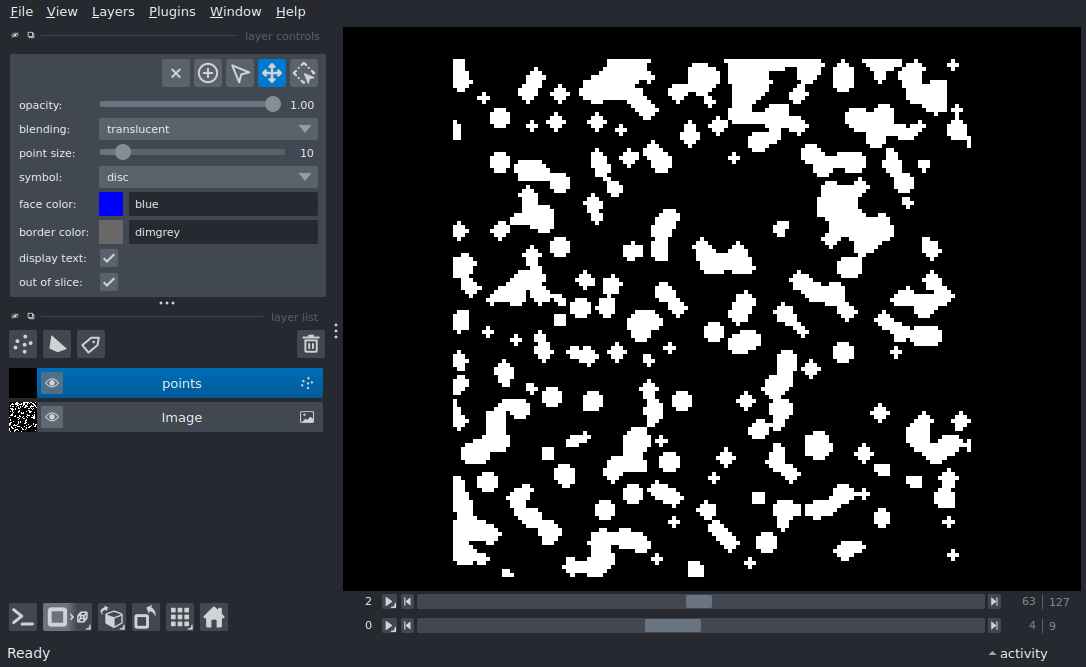 File View Layers Plugins Window Help
layer controls
opacity: 1.00
blending: translucent
point size: 10
symbol: disc
face color: blue
border color: dimgrey
display text:
out of slice:
layer list
points
Image
2 63 127
0 4 9
Ready activity